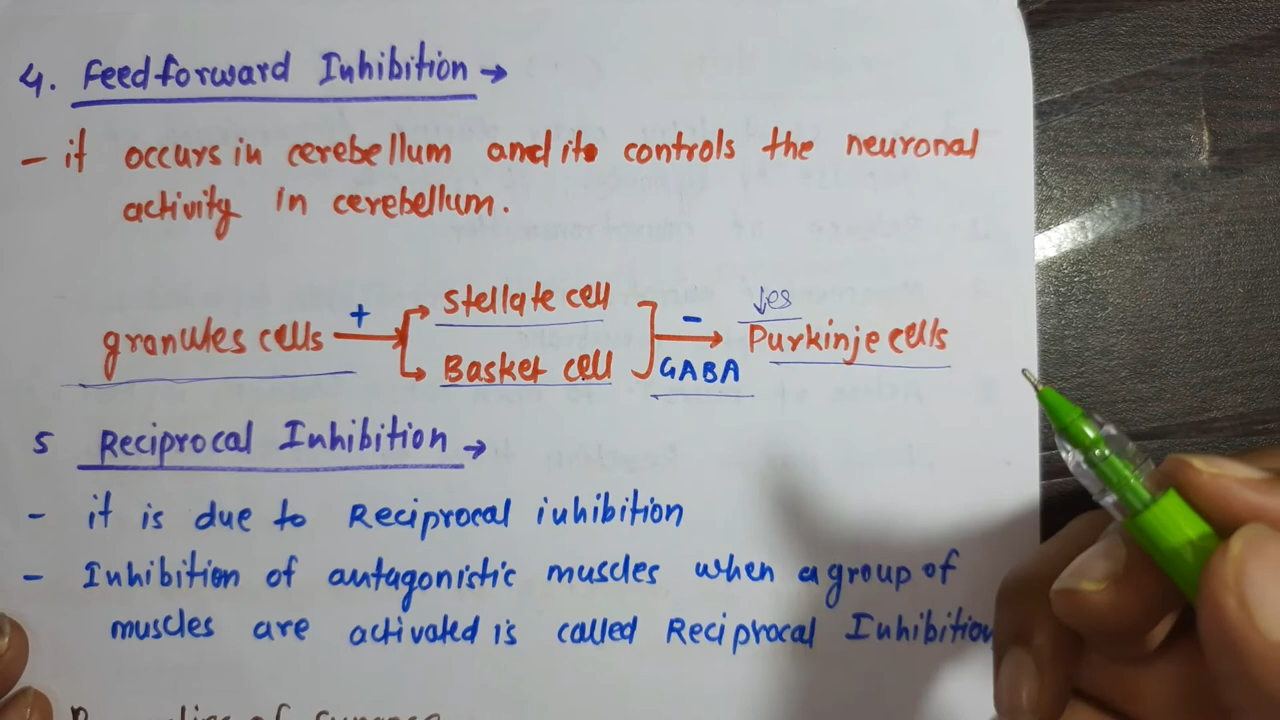 4. Feedforward Inhibition →
- it occurs in cerebellum and its controls the neuronal
activity in cerebellum.
granules cells + → Stellate cell
Basket cell
- → GABA
↓es
Purkinje cells
5 Reciprocal Inhibition →
- it is due to Reciprocal inhibition
- Inhibition of antagonistic muscles when a group of
muscles are activated is called Reciprocal Inhibition